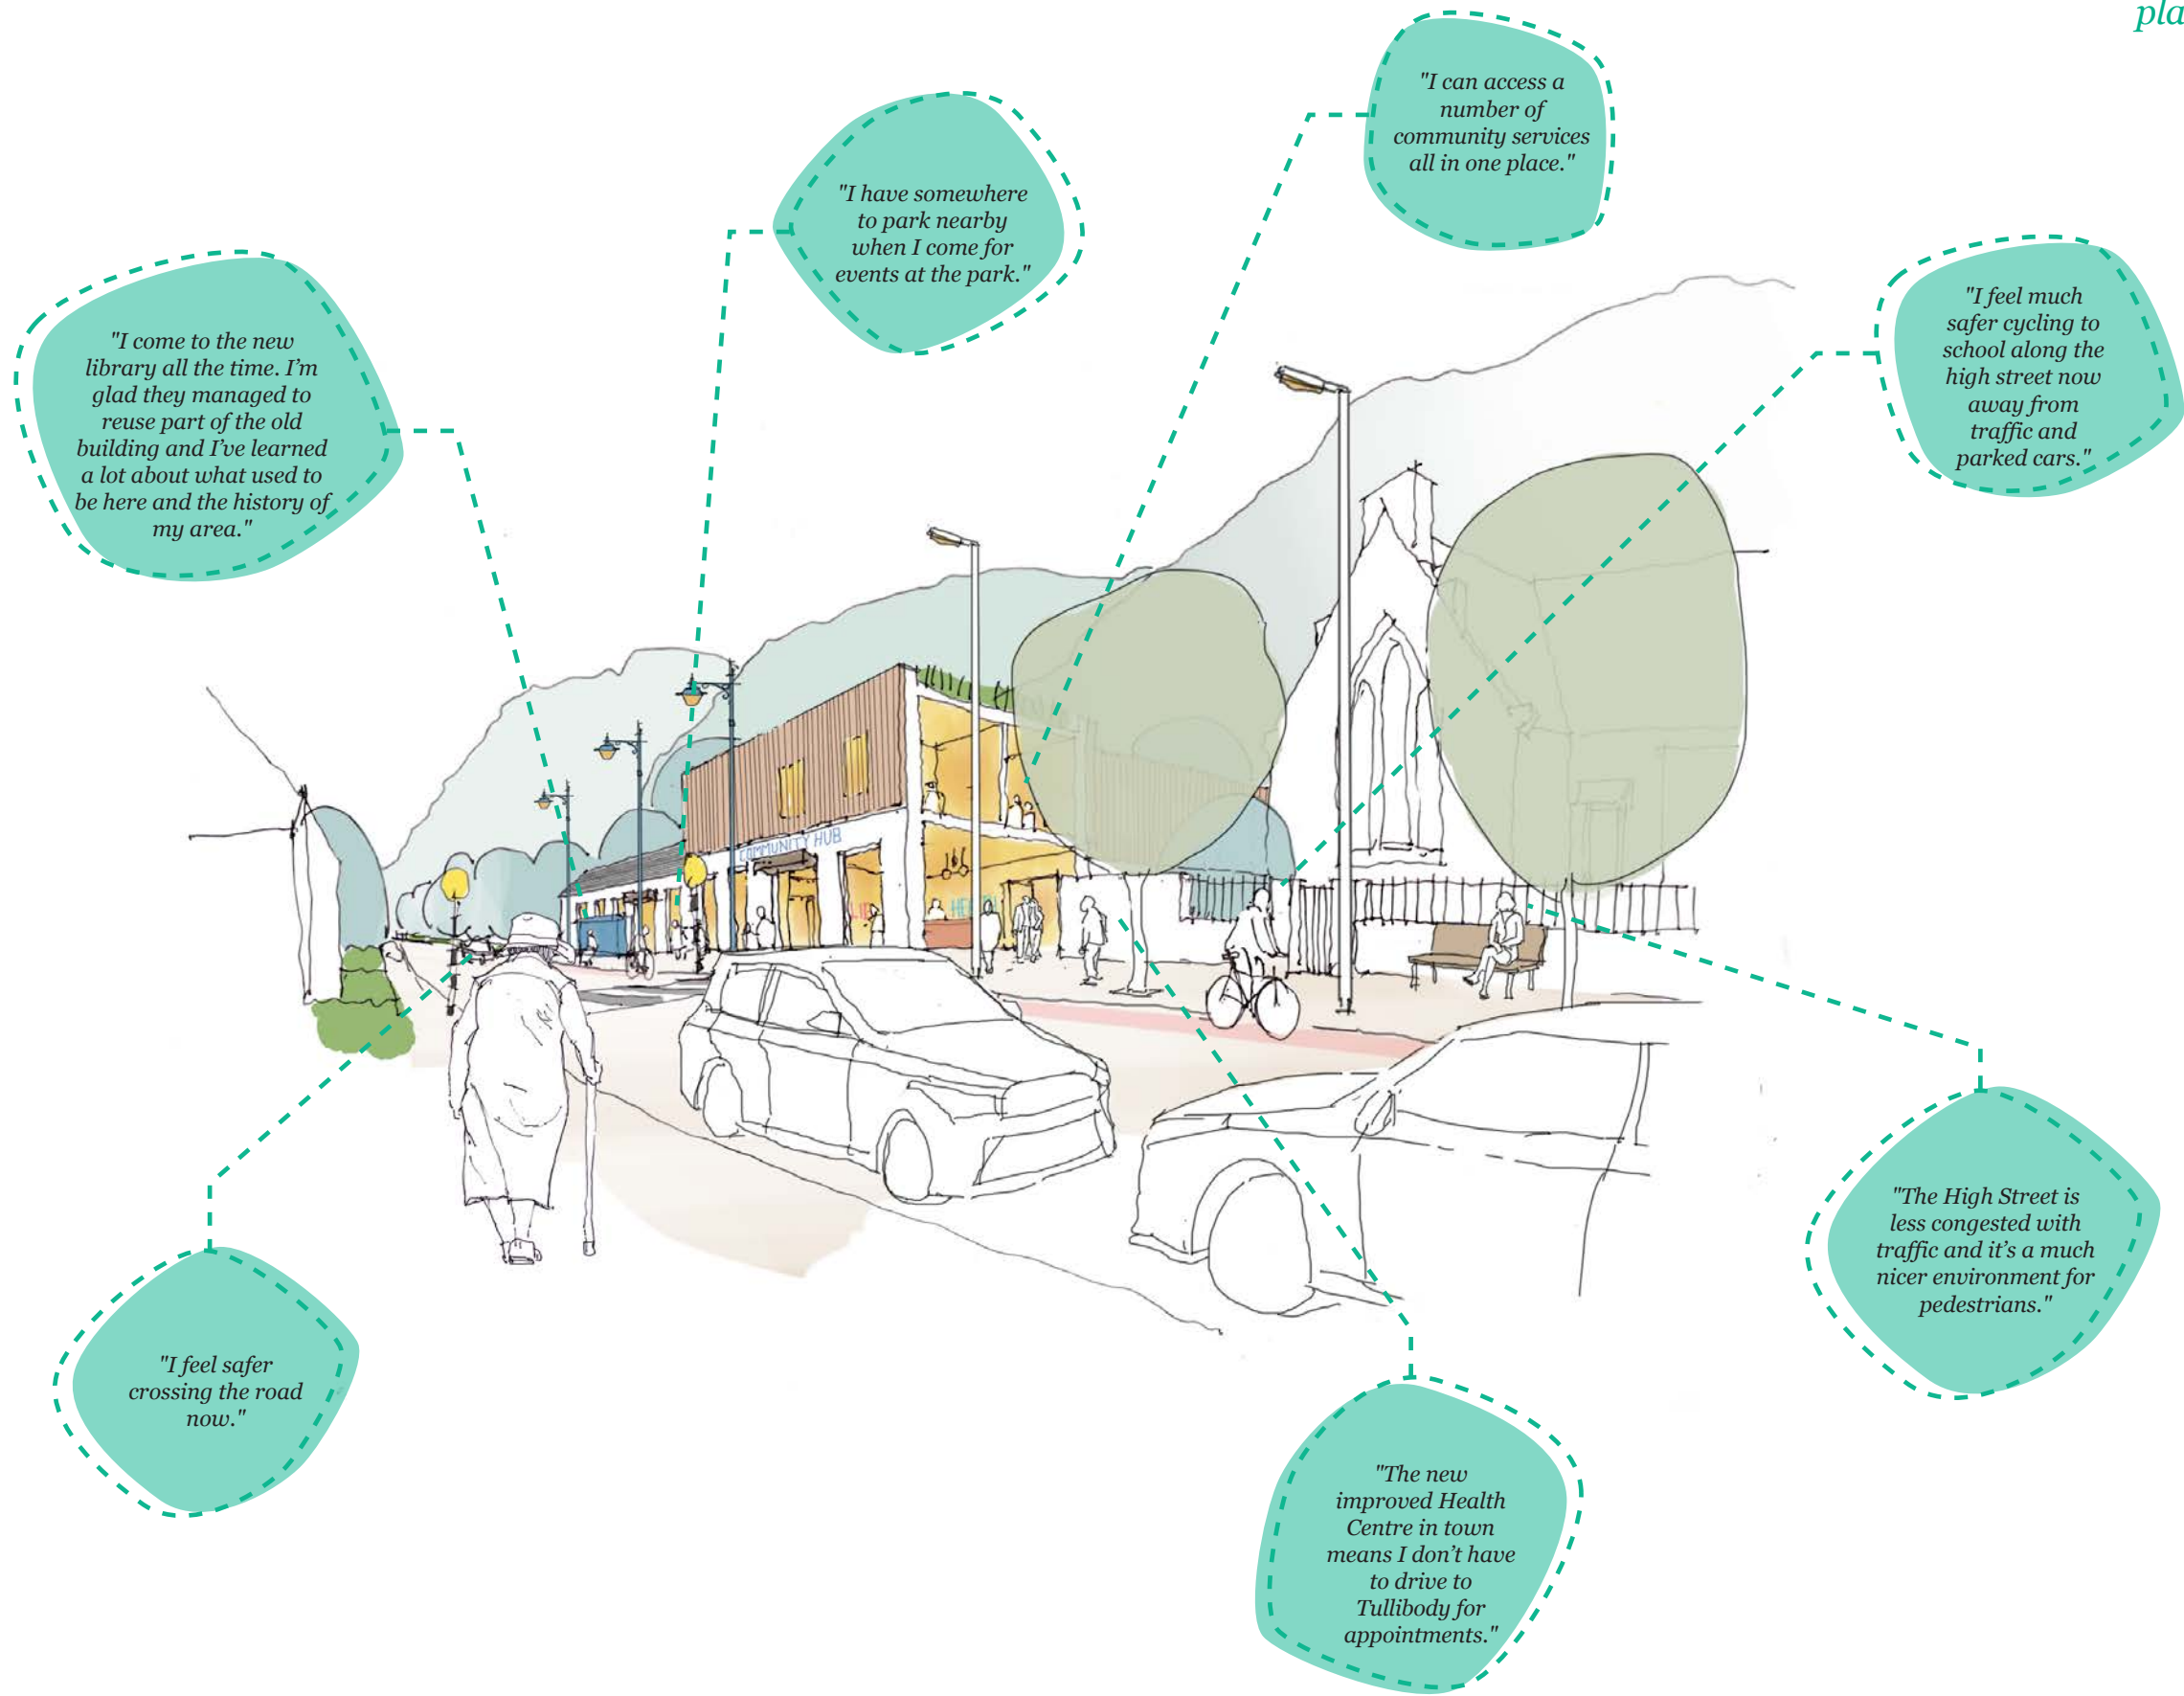 pla
"I can access a
number of
community services
all in one place."
"I have somewhere
to park nearby
when I come for
events at the park."
"I feel much
safer cycling to
school along the
high street now
away from
traffic and
parked cars."
"I come to the new
library all the time. I’m
glad they managed to
reuse part of the old
building and I’ve learned
a lot about what used to
be here and the history of
my area."
COMMUNITY HUB
"The High Street is
less congested with
traffic and it’s a much
nicer environment for
pedestrians."
"I feel safer
crossing the road
now."
"The new
improved Health
Centre in town
means I don’t have
to drive to
Tullibody for
appointments."